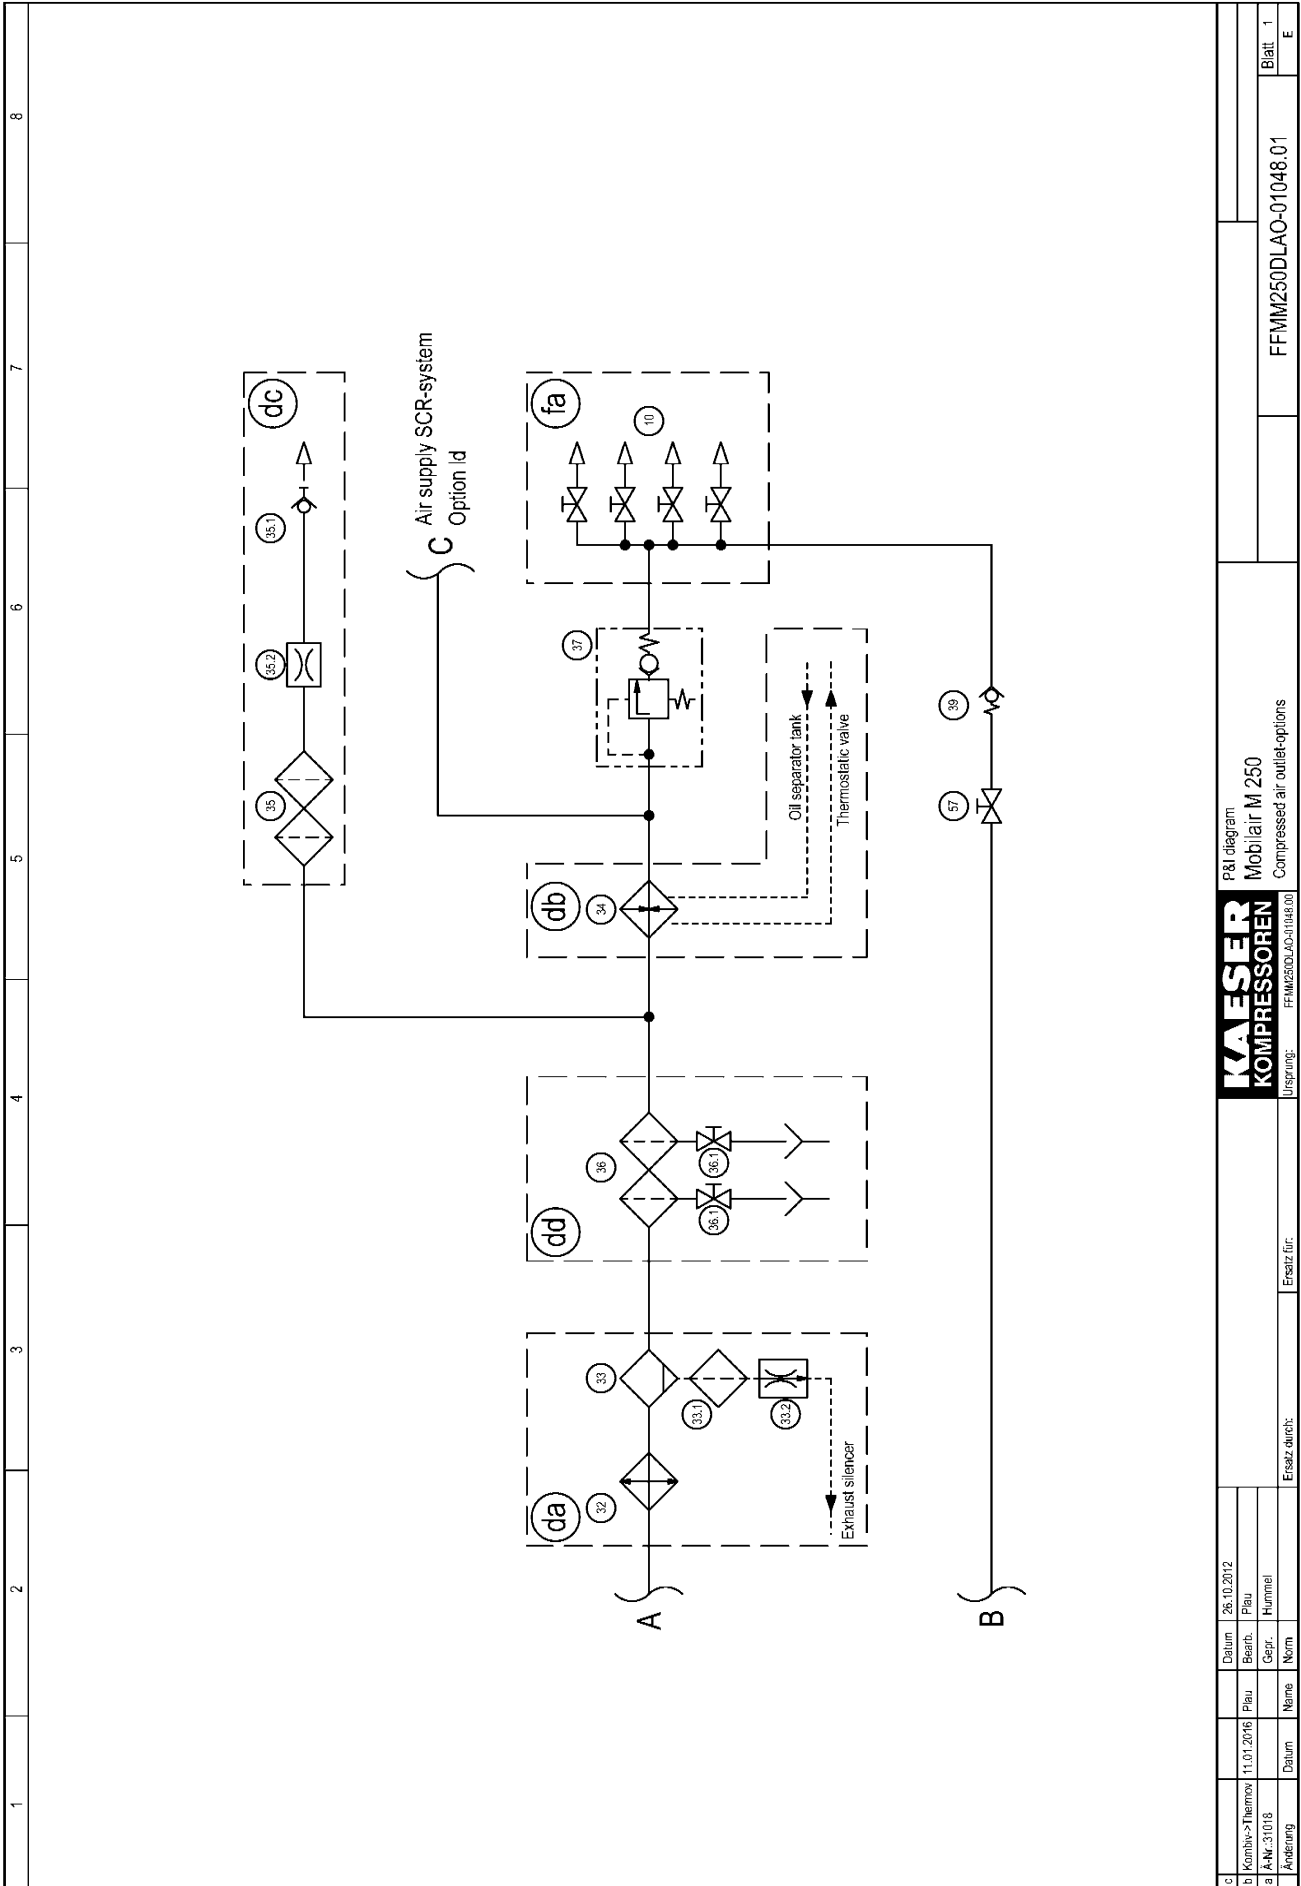 1
2
3
4
5
6
7
8
dc
35
35.2
35.1
C
Air supply SCR-system
Option ld
A
da
32
33
33.1
33.2
Exhaust silencer
dd
36
36.1
36.1
db
34
Oil separator tank
Thermostatic valve
37
fa
10
B
57
39
c
b Kombiv->Thermov 11.01.2016 Plau
a Ä-Nr.:31018
Änderung Datum Name
Datum 26.10.2012
Bearb. Plau
Gepr. Hummel
Norm
Ersatz durch:
Ersatz für:
Ursprung: FFMM250DLAO-01048.00
KAESER
KOMPRESSOREN
P&I diagram
Mobilair M 250
Compressed air outlet-options
FFMM250DLAO-01048.01
Blatt 1
E